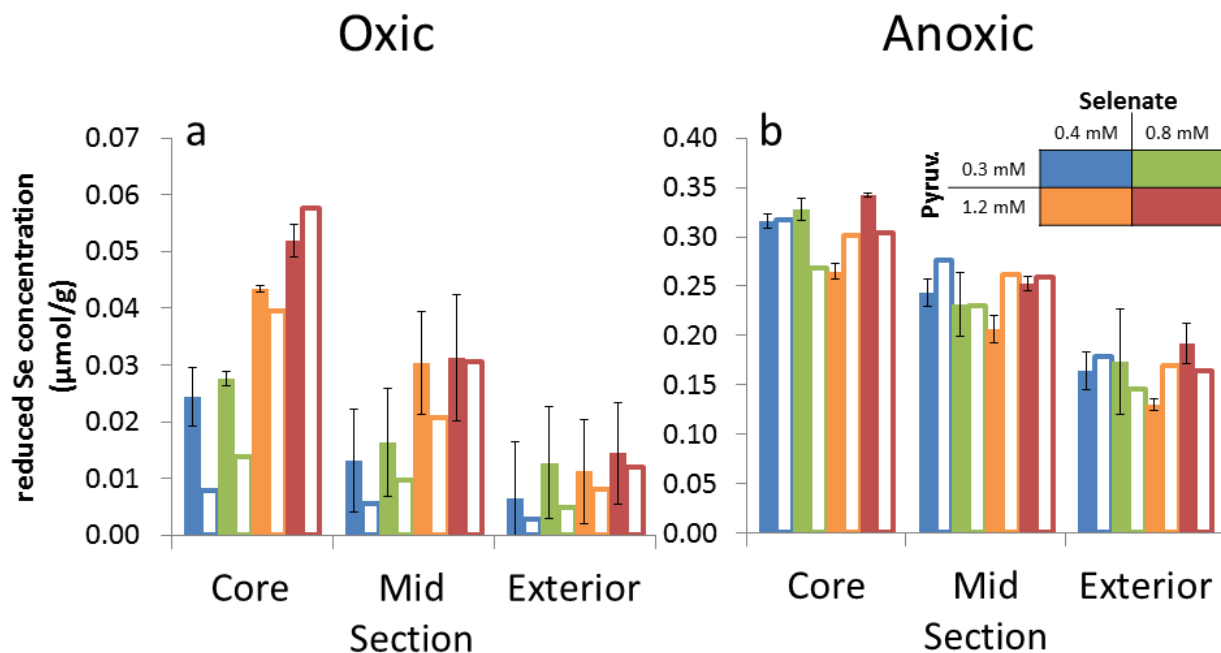 Oxic
Anoxic
a
b
reduced Se concentration
(µmol/g)
0.07
0.06
0.05
0.04
0.03
0.02
0.01
0.00
Core
Mid
Exterior
Section
0.40
0.35
0.30
0.25
0.20
0.15
0.10
0.05
0.00
Core
Mid
Exterior
Section
Selenate
0.4 mM 0.8 mM
Pyruv.
0.3 mM
1.2 mM